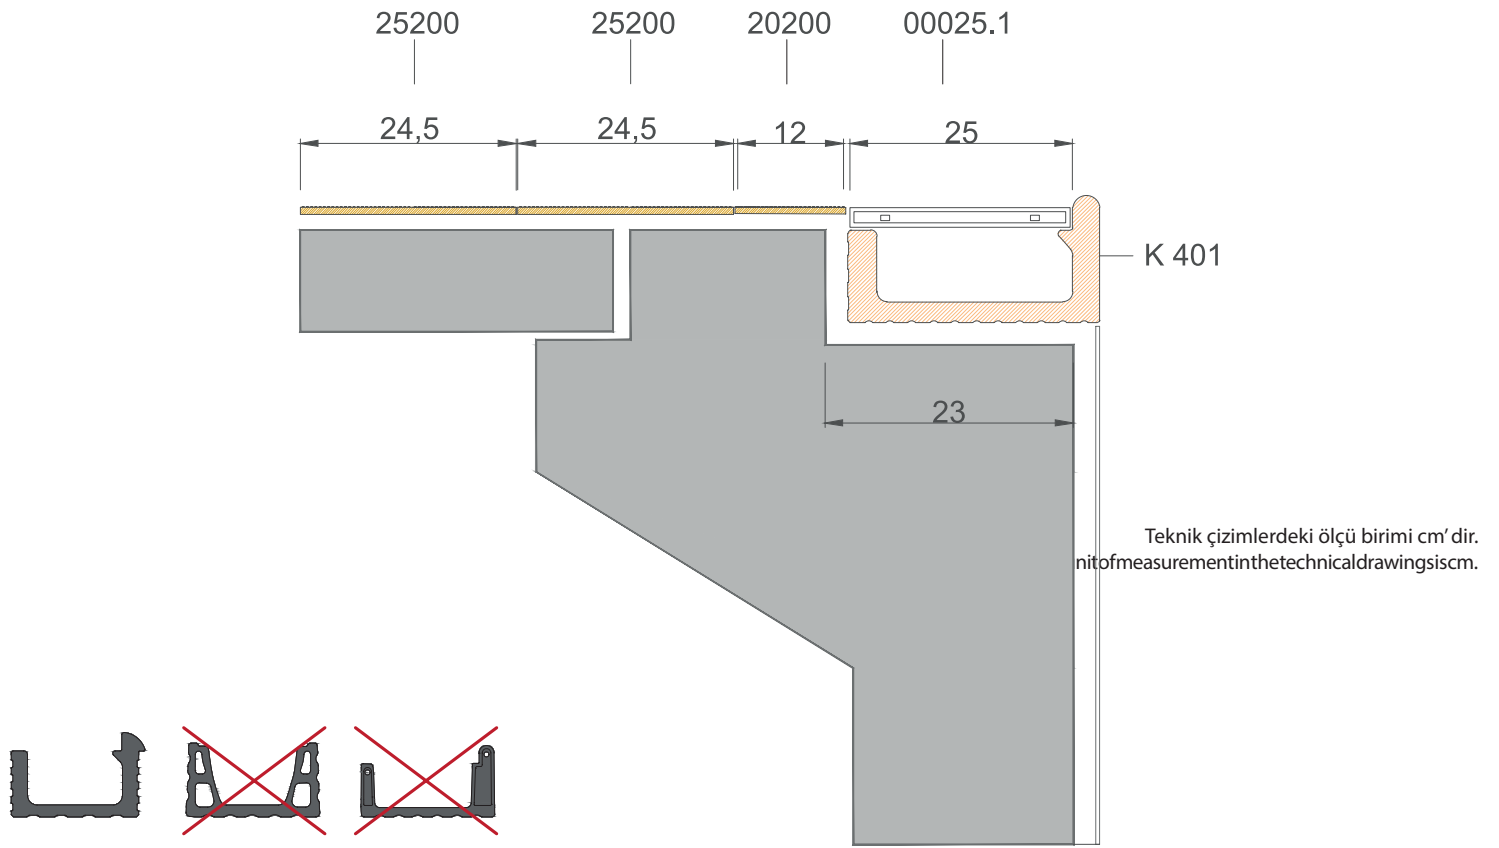 25200 25200 20200 00025.1
24,5 24,5 12 25
K 401
23
Teknik çizimlerdeki ölçü birimi cm' dir.
nitofmeasurementinthetechnicaldrawingsiscm.